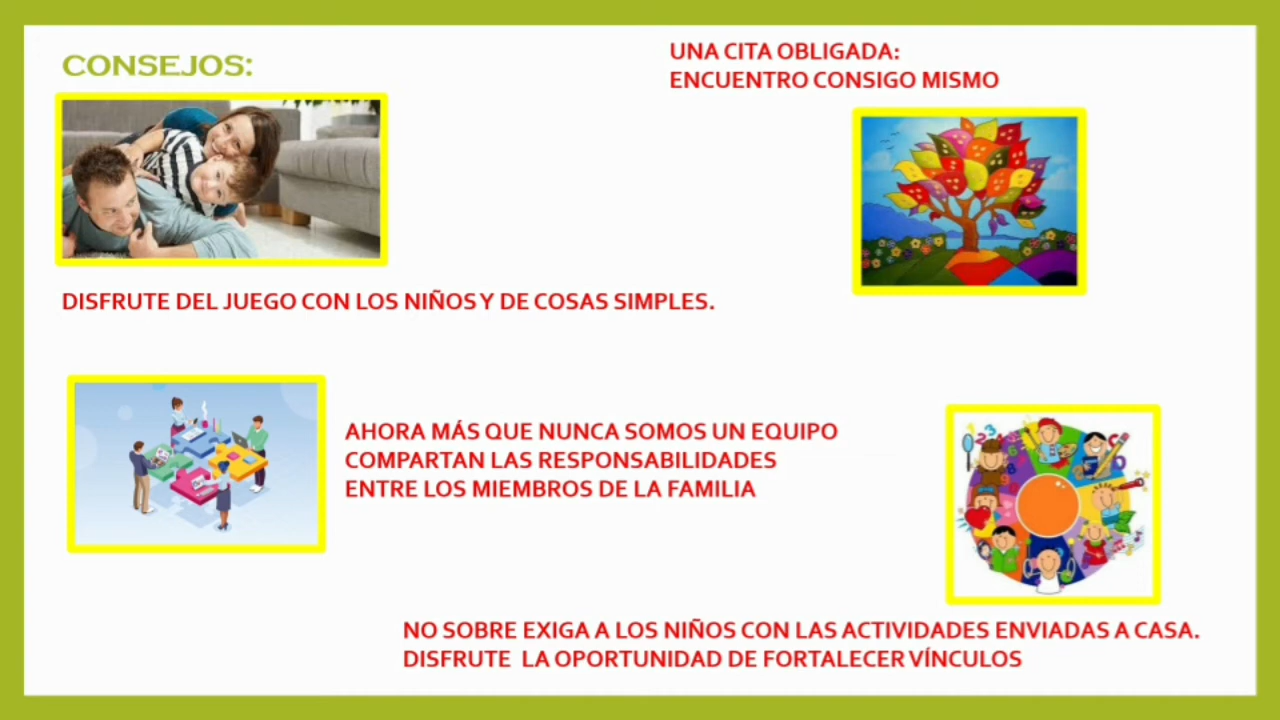 CONSEJOS:
UNA CITA OBLIGADA:
ENCUENTRO CONSIGO MISMO
DISFRUTE DEL JUEGO CON LOS NIÑOS Y DE COSAS SIMPLES.
AHORA MÁS QUE NUNCA SOMOS UN EQUIPO
COMPARTAN LAS RESPONSABILIDADES
ENTRE LOS MIEMBROS DE LA FAMILIA
NO SOBRE EXIGA A LOS NIÑOS CON LAS ACTIVIDADES ENVIADAS A CASA.
DISFRUTE LA OPORTUNIDAD DE FORTALECER VÍNCULOS